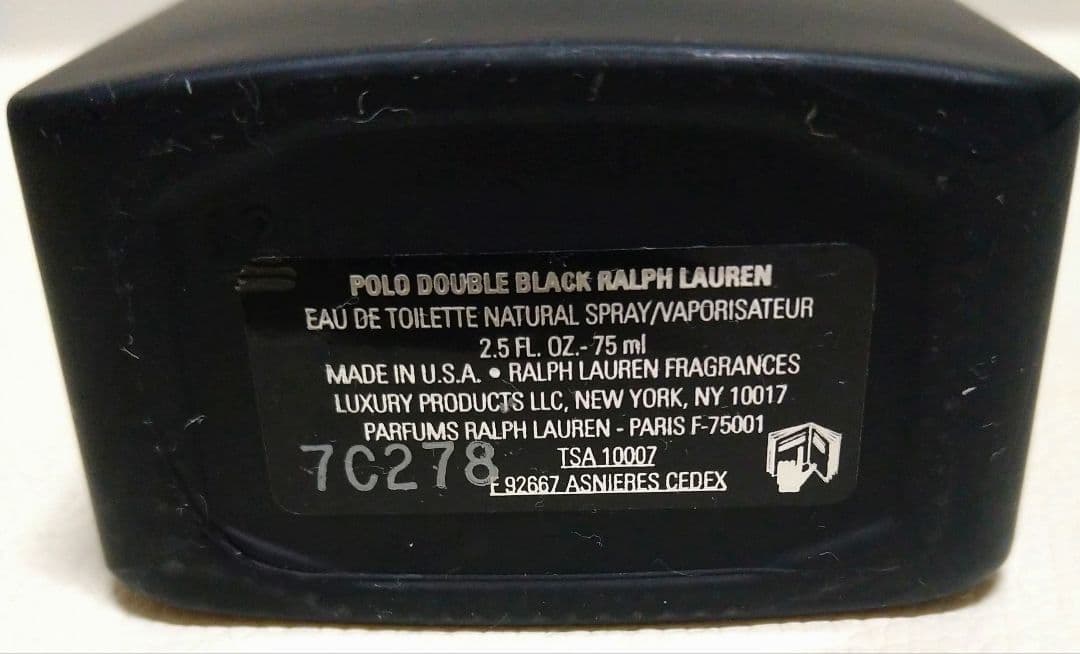 POLO DOUBLE BLACK RALPH LAUREN
EAU DE TOILETTE NATURAL SPRAY/VAPORISATEUR
2.5 FL. OZ.- 75 ml
MADE IN U.S.A. • RALPH LAUREN FRAGRANCES
LUXURY PRODUCTS LLC, NEW YORK, NY 10017
PARFUMS RALPH LAUREN - PARIS F-75001
7C278
TSA 10007
F 92667 ASNIERES CEDEX